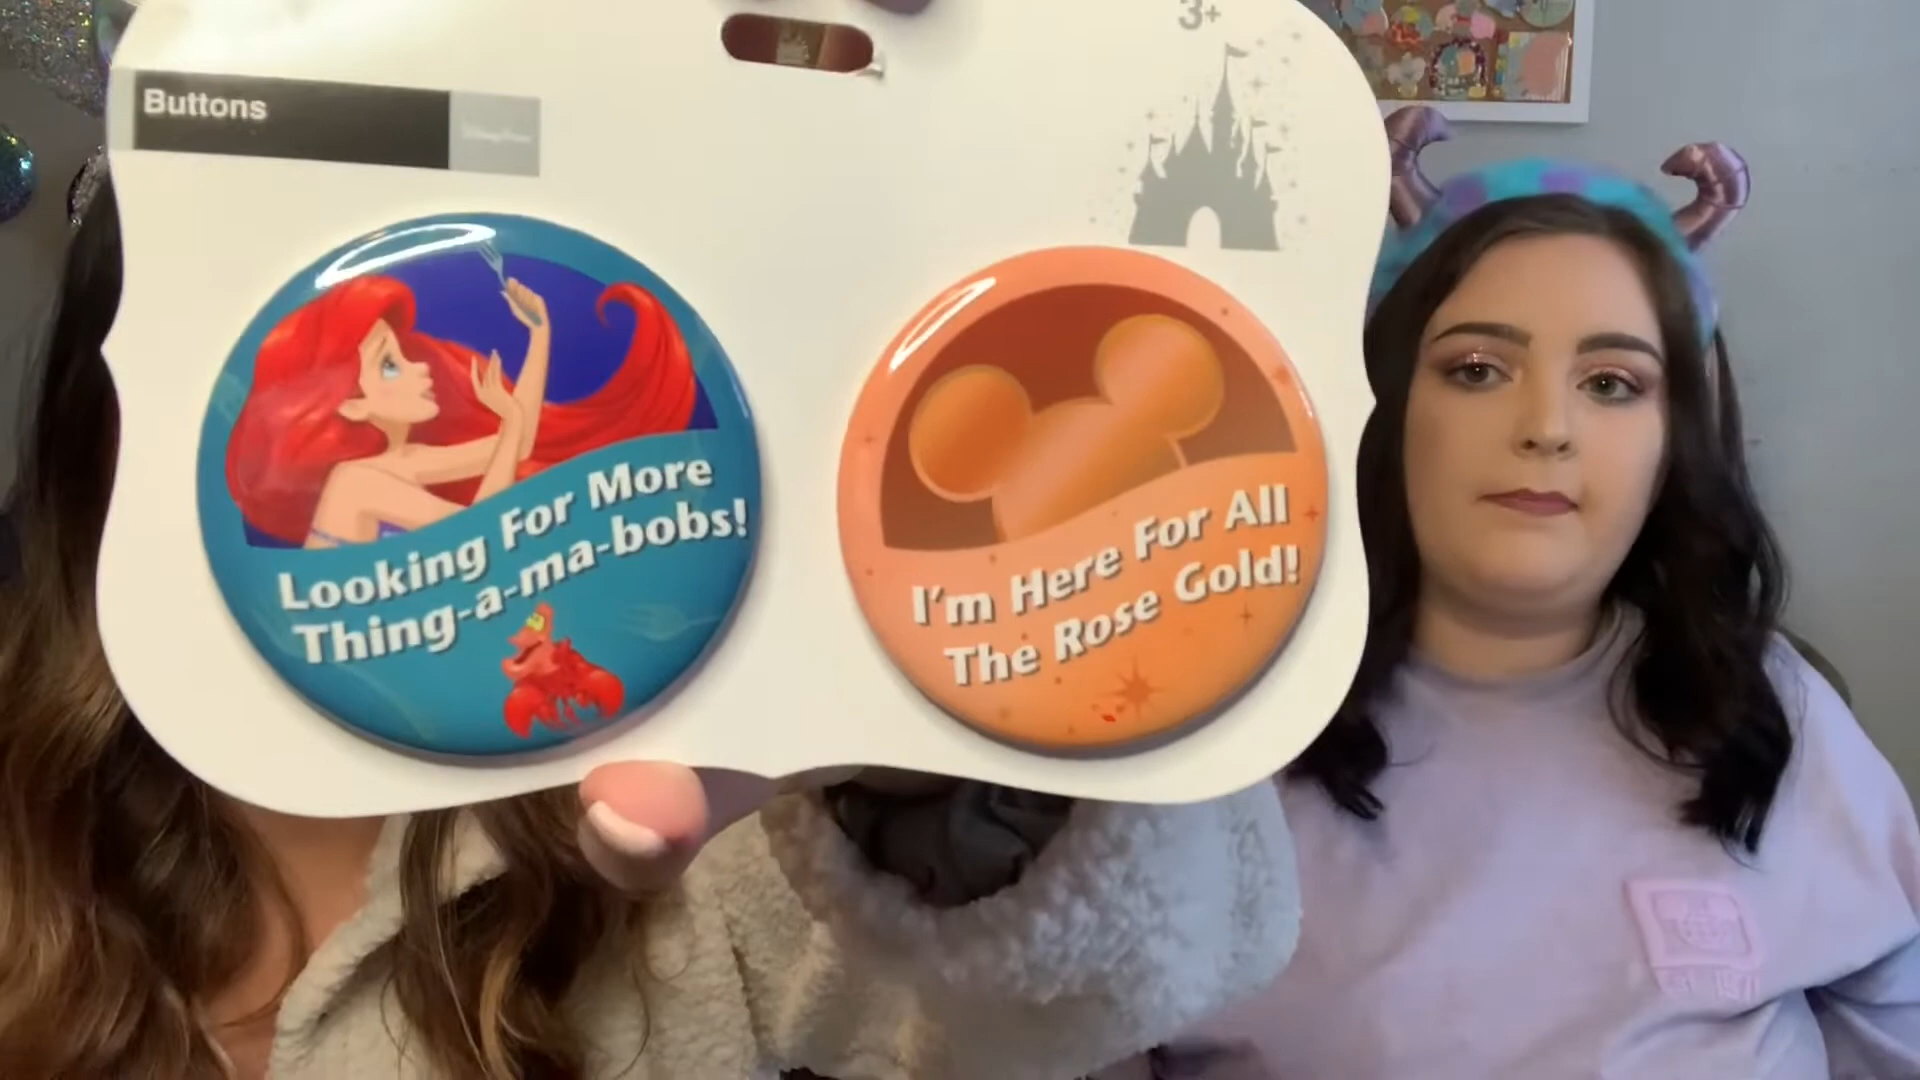 3+
Buttons
Looking For More
Thing-a-ma-bobs!
I'm Here For All
The Rose Gold!